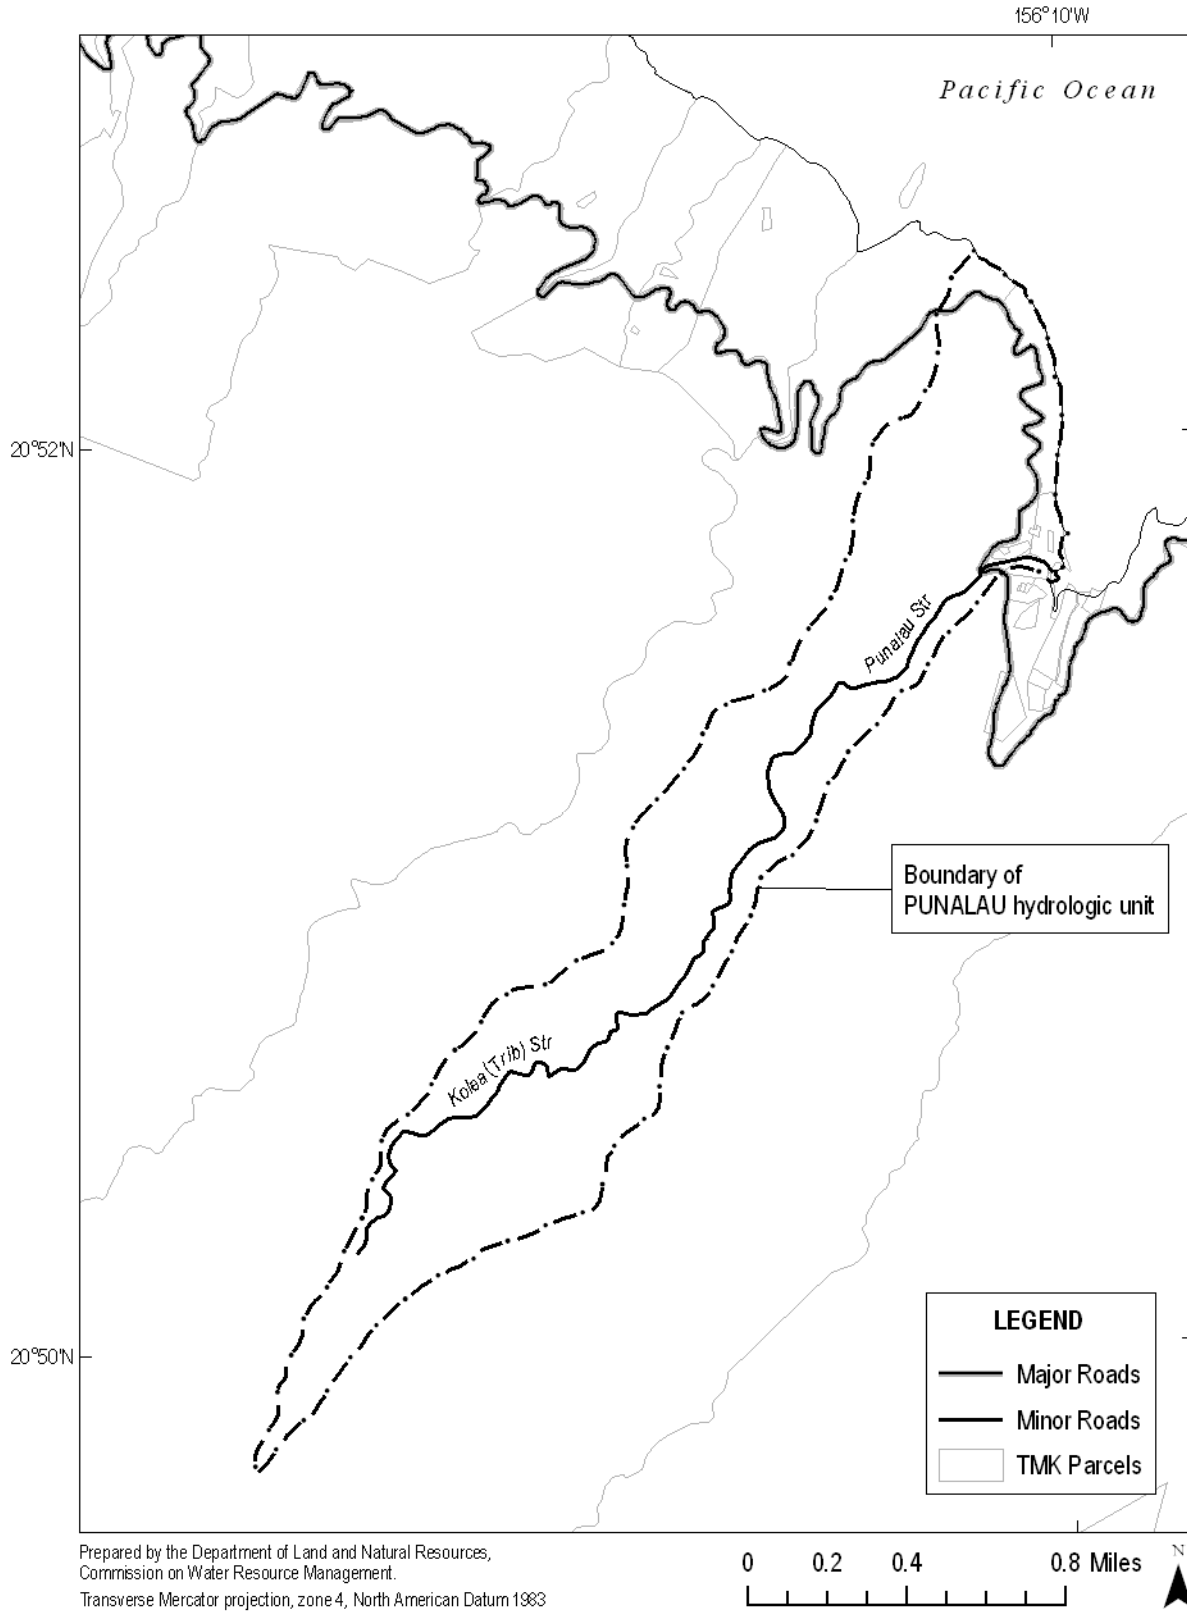 156°10'W
Pacific Ocean
20°52'N
Punalau Str
Boundary of
PUNALAU hydrologic unit
Kolea (Trib) Str
LEGEND
20°50'N
Major Roads
Minor Roads
TMK Parcels
Prepared by the Department of Land and Natural Resources,
Commission on Water Resource Management.
Transverse Mercator projection, zone 4, North American Datum 1983
0 0.2 0.4 0.8 Miles
N